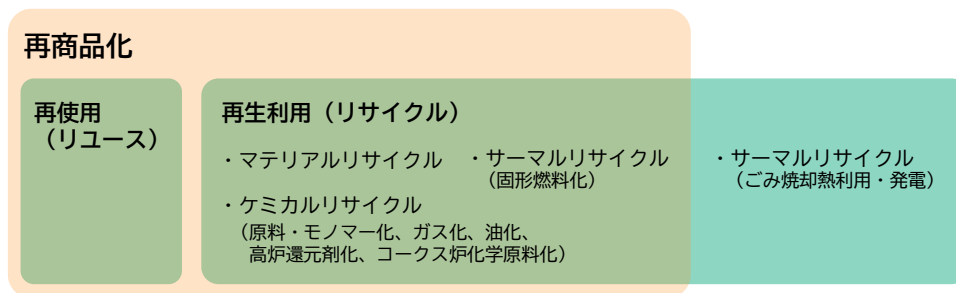 再商品化
再使用
（リユース）
再生利用（リサイクル）
・マテリアルリサイクル
・サーマルリサイクル
（固形燃料化）
・ケミカルリサイクル
（原料・モノマー化、ガス化、油化、
高炉還元剤化、コークス炉化学原料化）
・サーマルリサイクル
（ごみ焼却熱利用・発電）